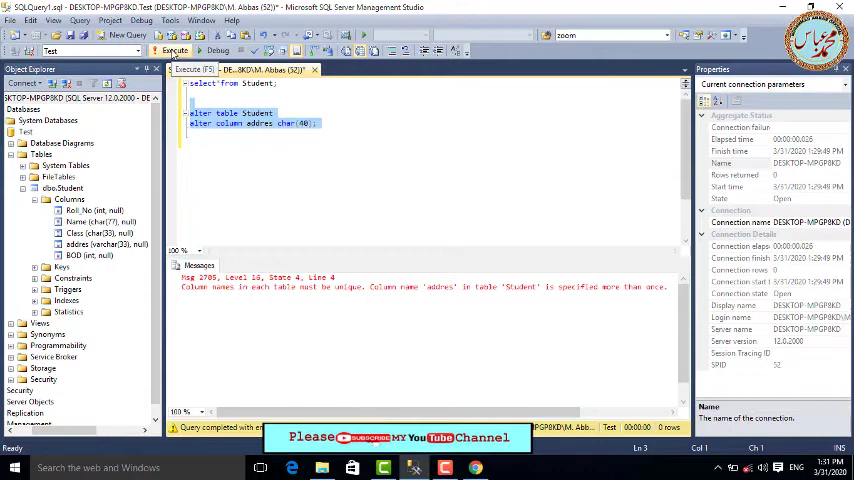 SQLQuery1.sql - DESKTOP-MPGP8KD.Test (DESKTOP-MPGP8KD\M. Abbas (52))* - Microsoft SQL Server Management Studio
File Edit View Query Project Debug Tools Window Help
New Query
zoom
Test
Execute
Debug
Execute (F5)
Object Explorer
D...8KD\M. Abbas (52))*
Properties
Connect
Current connection parameters
SKTOP-MPGP8KD (SQL Server 12.0.2000
Databases
System Databases
Test
Database Diagrams
Tables
System Tables
FileTables
dbo.Student
Columns
Roll_No (int, null)
Name (char(77), null)
Class (char(33), null)
addres (varchar(33), null)
BOD (int, null)
Keys
Constraints
Triggers
Indexes
Statistics
Views
Synonyms
Programmability
Service Broker
Storage
Security
Security
Server Objects
Replication
Management
select*from Student;
alter table Student
alter column addres char(40);
100 %
Messages
Msg 2705, Level 16, State 4, Line 4
Column names in each table must be unique. Column name 'addres' in table 'Student' is specified more than once.
100 %
Query completed with er
MPGP8KD\M. Abb...
Test
00:00:00
0 rows
Aggregate Status
Connection failure
Elapsed time 00:00:00.026
Finish time 3/31/2020 1:29:49 PM
Name DESKTOP-MPGP8KD
Rows returned 0
Start time 3/31/2020 1:29:49 PM
State Open
Connection
Connection name DESKTOP-MPGP8KD (D
Connection Details
Connection elapse 00:00:00.026
Connection finish 3/31/2020 1:29:49 PM
Connection rows 0
Connection start t 3/31/2020 1:29:49 PM
Connection state Open
Display name DESKTOP-MPGP8KD
Login name DESKTOP-MPGP8KD\M
Server name DESKTOP-MPGP8KD
Server version 12.0.2000
Session Tracing ID
SPID 52
Name
The name of the connection.
Please SUBSCRIBE MY YouTube Channel
Ready
Ln 3
Col 1
Ch 1
INS
Search the web and Windows
ENG
1:31 PM
3/31/2020
محمد عباس